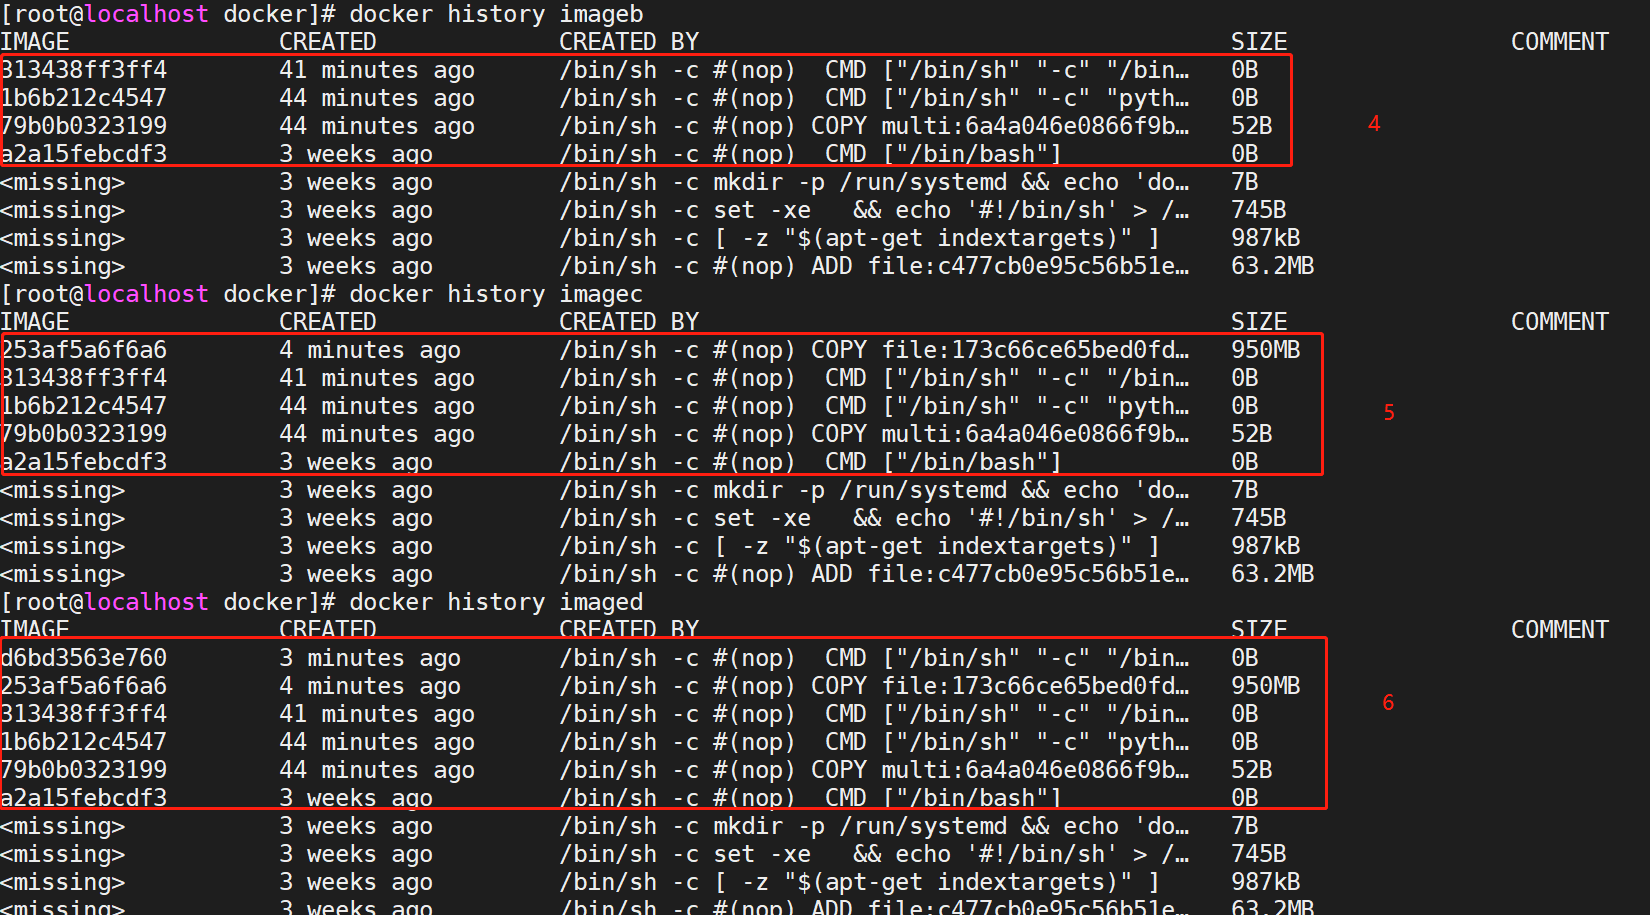 [root@localhost docker]# docker history imageb
IMAGE CREATED CREATED BY SIZE COMMENT
313438ff3ff4 41 minutes ago /bin/sh -c #(nop) CMD ["/bin/sh" "-c" "/bin… 0B
1b6b212c4547 44 minutes ago /bin/sh -c #(nop) CMD ["/bin/sh" "-c" "pyth… 0B
79b0b0323199 44 minutes ago /bin/sh -c #(nop) COPY multi:6a4a046e0866f9b… 52B
4
a2a15febcdf3 3 weeks ago /bin/sh -c #(nop) CMD ["/bin/bash"] 0B
<missing> 3 weeks ago /bin/sh -c mkdir -p /run/systemd && echo 'do… 7B
<missing> 3 weeks ago /bin/sh -c set -xe && echo '#!/bin/sh' > /… 745B
<missing> 3 weeks ago /bin/sh -c [ -z "$(apt-get indextargets)" ] 987kB
<missing> 3 weeks ago /bin/sh -c #(nop) ADD file:c477cb0e95c56b51e… 63.2MB
[root@localhost docker]# docker history imagec
IMAGE CREATED CREATED BY SIZE COMMENT
253af5a6f6a6 4 minutes ago /bin/sh -c #(nop) COPY file:173c66ce65bed0fd… 950MB
313438ff3ff4 41 minutes ago /bin/sh -c #(nop) CMD ["/bin/sh" "-c" "/bin… 0B
1b6b212c4547 44 minutes ago /bin/sh -c #(nop) CMD ["/bin/sh" "-c" "pyth… 0B
5
79b0b0323199 44 minutes ago /bin/sh -c #(nop) COPY multi:6a4a046e0866f9b… 52B
a2a15febcdf3 3 weeks ago /bin/sh -c #(nop) CMD ["/bin/bash"] 0B
<missing> 3 weeks ago /bin/sh -c mkdir -p /run/systemd && echo 'do… 7B
<missing> 3 weeks ago /bin/sh -c set -xe && echo '#!/bin/sh' > /… 745B
<missing> 3 weeks ago /bin/sh -c [ -z "$(apt-get indextargets)" ] 987kB
<missing> 3 weeks ago /bin/sh -c #(nop) ADD file:c477cb0e95c56b51e… 63.2MB
[root@localhost docker]# docker history imaged
IMAGE CREATED CREATED BY SIZE COMMENT
d6bd3563e760 3 minutes ago /bin/sh -c #(nop) CMD ["/bin/sh" "-c" "/bin… 0B
253af5a6f6a6 4 minutes ago /bin/sh -c #(nop) COPY file:173c66ce65bed0fd… 950MB
313438ff3ff4 41 minutes ago /bin/sh -c #(nop) CMD ["/bin/sh" "-c" "/bin… 0B
6
1b6b212c4547 44 minutes ago /bin/sh -c #(nop) CMD ["/bin/sh" "-c" "pyth… 0B
79b0b0323199 44 minutes ago /bin/sh -c #(nop) COPY multi:6a4a046e0866f9b… 52B
a2a15febcdf3 3 weeks ago /bin/sh -c #(nop) CMD ["/bin/bash"] 0B
<missing> 3 weeks ago /bin/sh -c mkdir -p /run/systemd && echo 'do… 7B
<missing> 3 weeks ago /bin/sh -c set -xe && echo '#!/bin/sh' > /… 745B
<missing> 3 weeks ago /bin/sh -c [ -z "$(apt-get indextargets)" ] 987kB
<missing> 3 weeks ago /bin/sh -c #(nop) ADD file:c477cb0e95c56b51e… 63.2MB